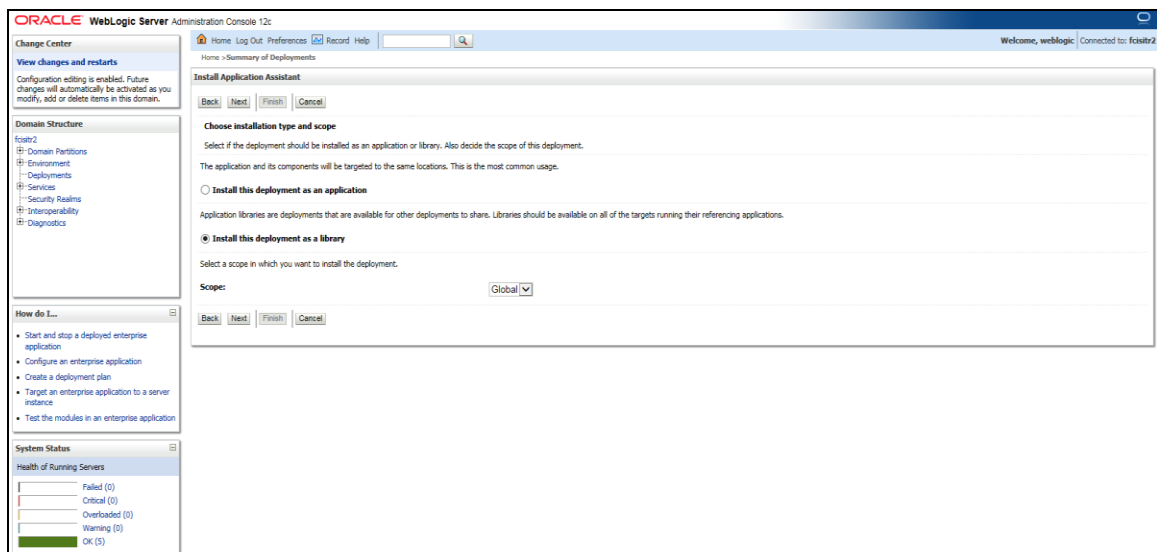 ORACLE WebLogic Server Administration Console 12c
Change Center
View changes and restarts
Configuration editing is enabled. Future
changes will automatically be activated as you
modify, add or delete items in this domain.
Domain Structure
fcisitr2
Domain Partitions
Environment
Deployments
Services
Security Realms
Interoperability
Diagnostics
How do I...
Start and stop a deployed enterprise
application
Configure an enterprise application
Create a deployment plan
Target an enterprise application to a server
instance
Test the modules in an enterprise application
System Status
Health of Running Servers
Failed (0)
Critical (0)
Overloaded (0)
Warning (0)
OK (5)
Home Log Out Preferences Record Help
Welcome, weblogic Connected to: fcisitr2
Home >Summary of Deployments
Install Application Assistant
Back Next Finish Cancel
Choose installation type and scope
Select if the deployment should be installed as an application or library. Also decide the scope of this deployment.
The application and its components will be targeted to the same locations. This is the most common usage.
Install this deployment as an application
Application libraries are deployments that are available for other deployments to share. Libraries should be available on all of the targets running their referencing applications.
Install this deployment as a library
Select a scope in which you want to install the deployment.
Scope: Global
Back Next Finish Cancel